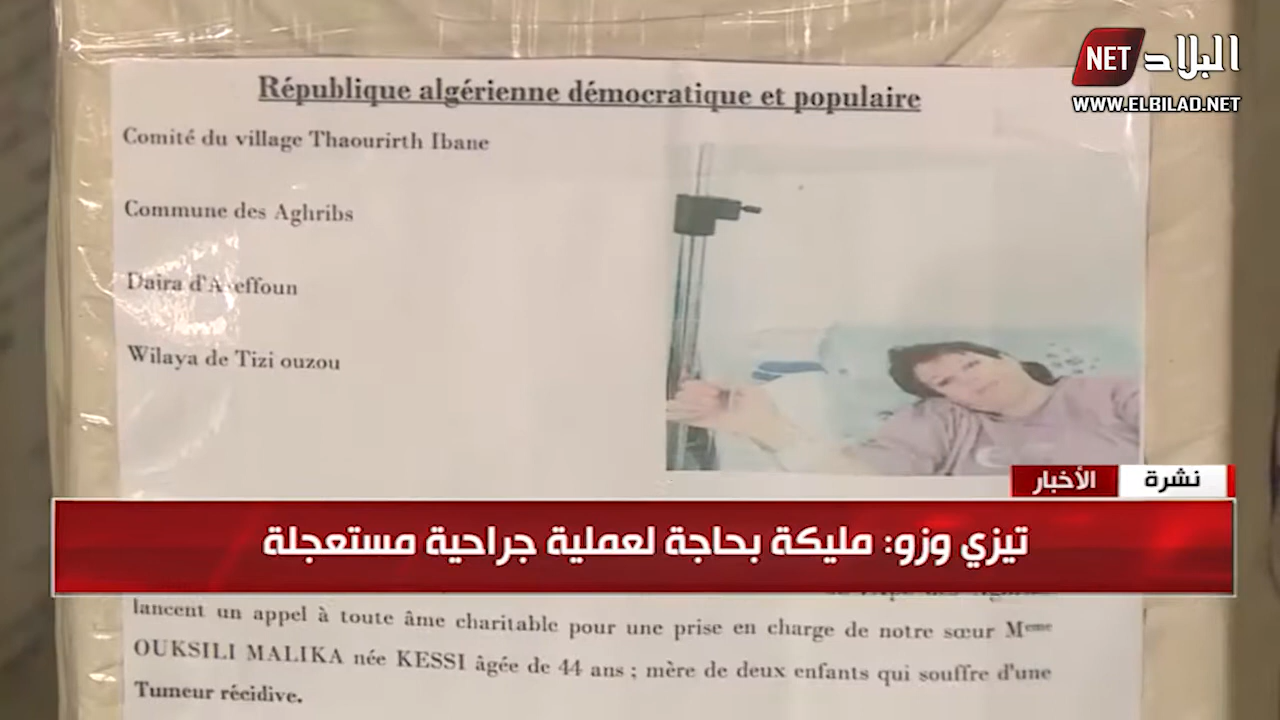 NET البلاد
WWW.ELBILAD.NET
République algérienne démocratique et populaire
Comité du village Thaourirth Ibane
Commune des Aghribs
Daira d'Azeffoun
Wilaya de Tizi ouzou
نشرة الأخبار
تيزي وزو: مليكة بحاجة لعملية جراحية مستعجلة
lancent un appel à toute âme charitable pour une prise en charge de notre sœur Meme
OUKSILI MALIKA née KESSI âgée de 44 ans ; mère de deux enfants qui souffre d'une
Tumeur récidive.